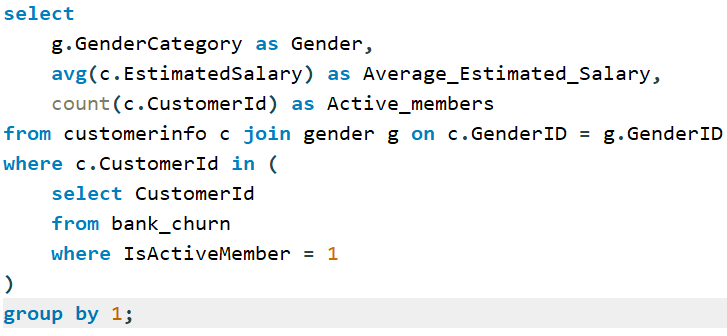 select
    g.GenderCategory as Gender,
    avg(c.EstimatedSalary) as Average_Estimated_Salary,
    count(c.CustomerId) as Active_members
from customerinfo c join gender g on c.GenderID = g.GenderID
where c.CustomerId in (
    select CustomerId
    from bank_churn
    where IsActiveMember = 1
)
group by 1;